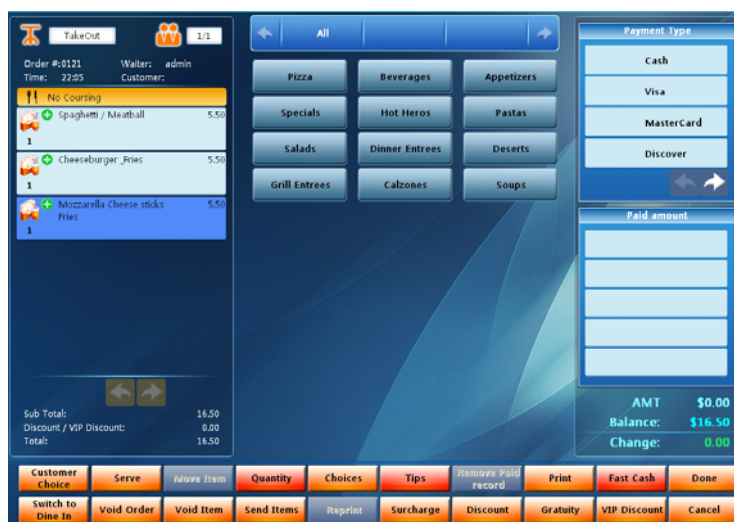 TakeOut
1/1
Order #:0121 Waiter: admin
Time: 22:05 Customer:
No Coursing
Spaghetti / Meatball 5.50
1
Cheeseburger ,Fries 5.50
1
Mozzarella Cheese sticks 5.50
Fries
1
Sub Total: 16.50
Discount / VIP Discount: 0.00
Total: 16.50
All
Pizza Beverages Appetizers
Specials Hot Heros Pastas
Salads Dinner Entrees Deserts
Grill Entrees Calzones Soups
Payment Type
Cash
Visa
MasterCard
Discover
Paid amount
AMT $0.00
Balance: $16.50
Change: 0.00
Customer Choice Serve Move Item Quantity Choices Tips Remove Paid record Print Fast Cash Done
Switch to Dine In Void Order Void Item Send Items Reprint Surcharge Discount Gratuity VIP Discount Cancel